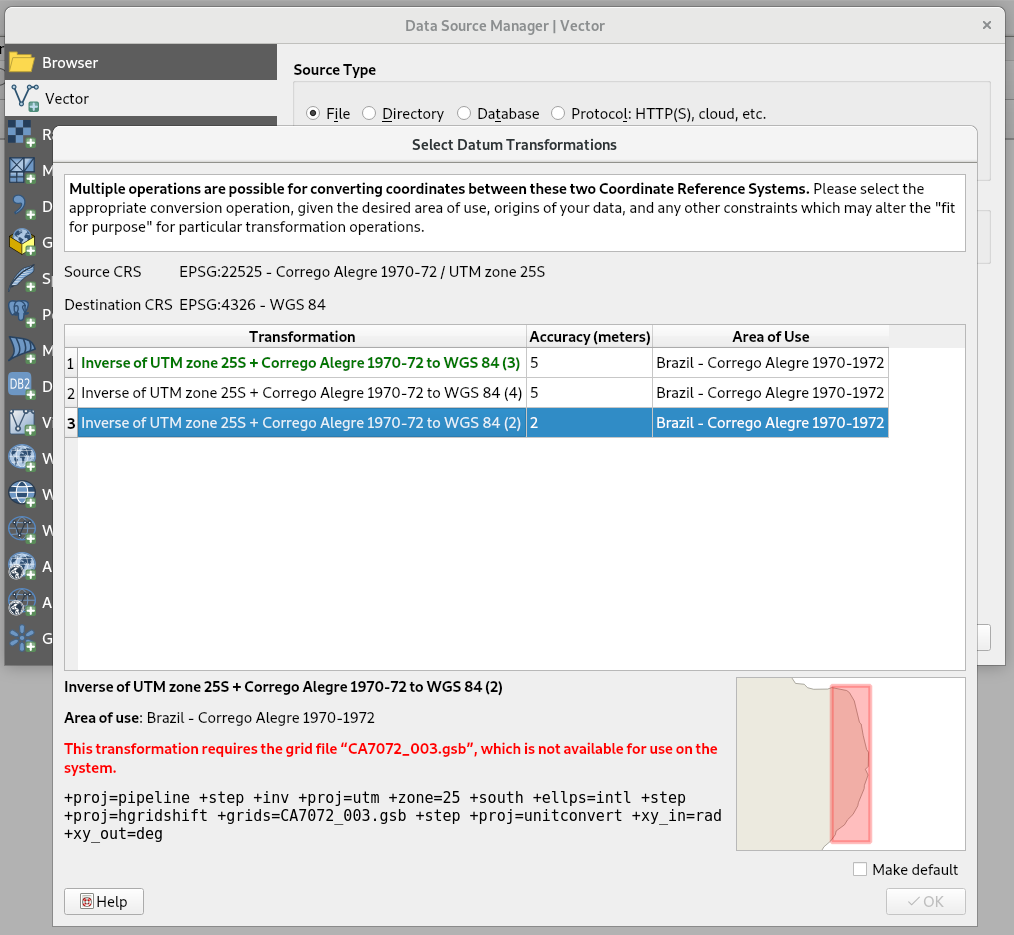 Data Source Manager | Vector
Browser
Vector
Source Type
File Directory Database Protocol: HTTP(S), cloud, etc.
Select Datum Transformations
Multiple operations are possible for converting coordinates between these two Coordinate Reference Systems. Please select the
appropriate conversion operation, given the desired area of use, origins of your data, and any other constraints which may alter the "fit
for purpose" for particular transformation operations.
Source CRS EPSG:22525 - Corrego Alegre 1970-72 / UTM zone 25S
Destination CRS EPSG:4326 - WGS 84
Transformation Accuracy (meters) Area of Use
1 Inverse of UTM zone 25S + Corrego Alegre 1970-72 to WGS 84 (3) 5 Brazil - Corrego Alegre 1970-1972
2 Inverse of UTM zone 25S + Corrego Alegre 1970-72 to WGS 84 (4) 5 Brazil - Corrego Alegre 1970-1972
3 Inverse of UTM zone 25S + Corrego Alegre 1970-72 to WGS 84 (2) 2 Brazil - Corrego Alegre 1970-1972
DB2
Inverse of UTM zone 25S + Corrego Alegre 1970-72 to WGS 84 (2)
Area of use: Brazil - Corrego Alegre 1970-1972
This transformation requires the grid file “CA7072_003.gsb”, which is not available for use on the
system.
+proj=pipeline +step +inv +proj=utm +zone=25 +south +ellps=intl +step
+proj=hgridshift +grids=CA7072_003.gsb +step +proj=unitconvert +xy_in=rad
+xy_out=deg
Make default
Help
OK